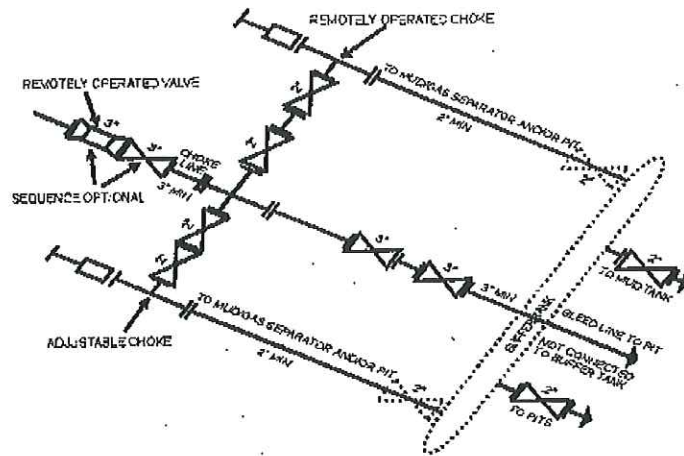 REMOTELY OPERATED CHOKE
REMOTELY OPERATED VALVE
3"
3"
CHOKE
LINE
3" MIN
SEQUENCE OPTIONAL
2"
2"
2"
2"
TO MUD/GAS SEPARATOR AND/OR PIT
2" MIN
2"
3"
3"
3" MIN
BUFFER TANK
2"
TO MUD TANK
BLEED LINE TO PIT
NOT CONNECTED
TO BUFFER TANK
2"
TO PITS
TO MUD/GAS SEPARATOR AND/OR PIT
2" MIN
2"
ADJUSTABLE CHOKE